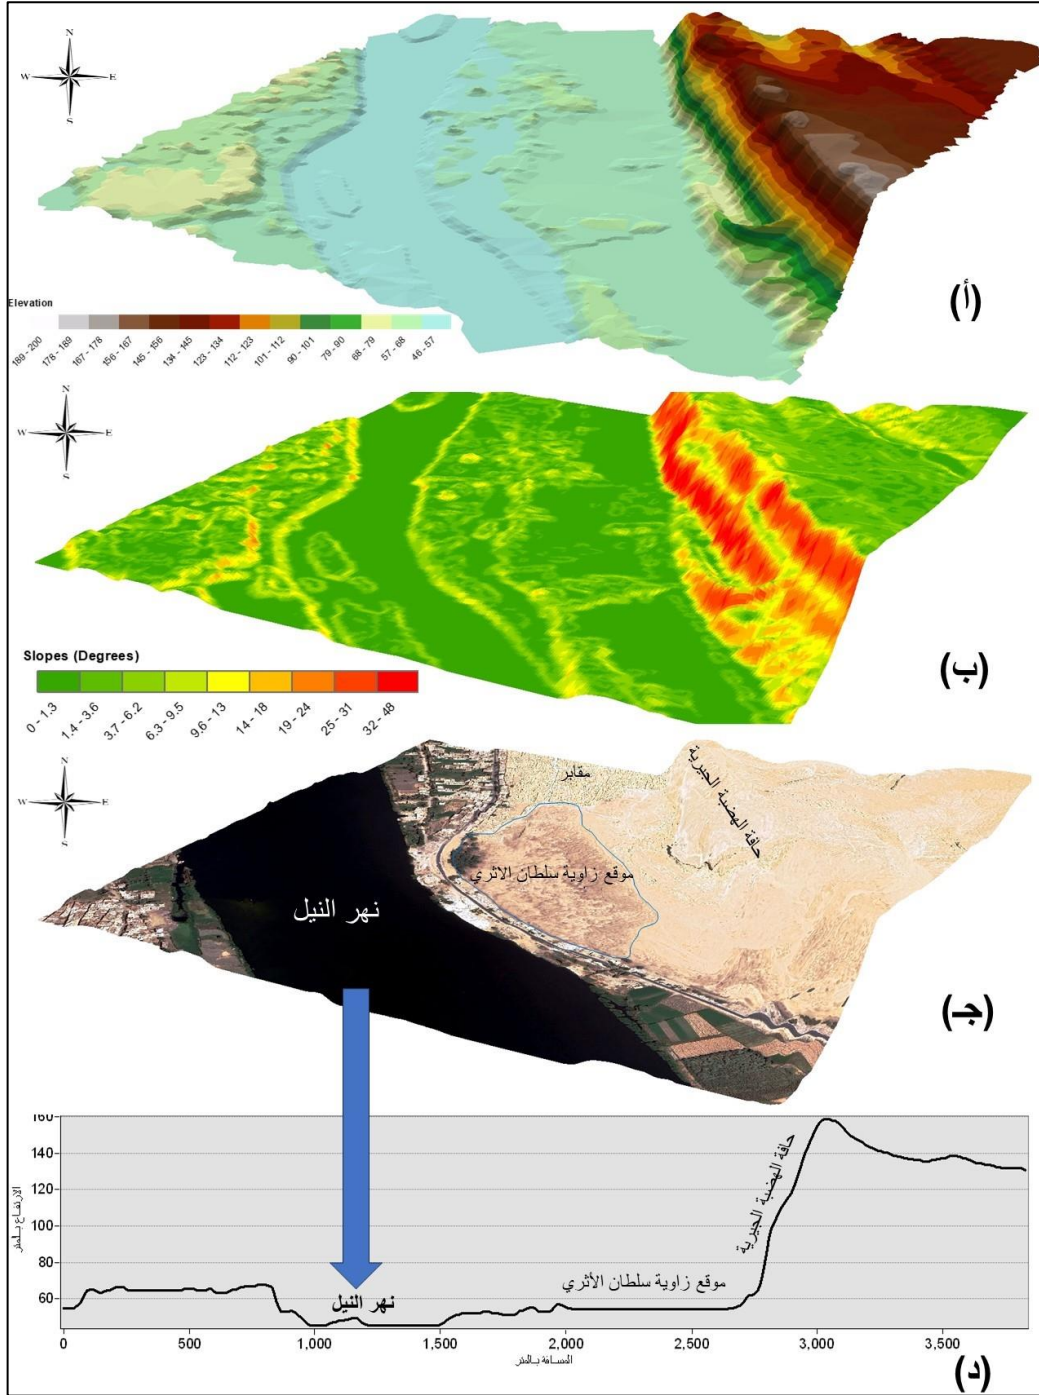 N
W E
S
(أ)
Elevation
189 - 200
178 - 189
167 - 178
156 - 167
145 - 156
134 - 145
123 - 134
112 - 123
101 - 112
90 - 101
79 - 90
68 - 79
57 - 68
46 - 57
N
W E
S
(ب)
Slopes (Degrees)
0 - 1.3
1.4 - 3.6
3.7 - 6.2
6.3 - 9.5
9.6 - 13
14 - 18
19 - 24
25 - 31
32 - 48
N
W E
S
مقابر
حافة الهضبة الجيرية
موقع زاوية سلطان الاثري
نهر النيل
(جـ)
160
140
120
100
80
60
الارتفاع بالمتر
حافة الهضبة الجيرية
موقع زاوية سلطان الأثري
نهر النيل
0 500 1,000 1,500 2,000 2,500 3,000 3,500
المسافة بالمتر
(د)